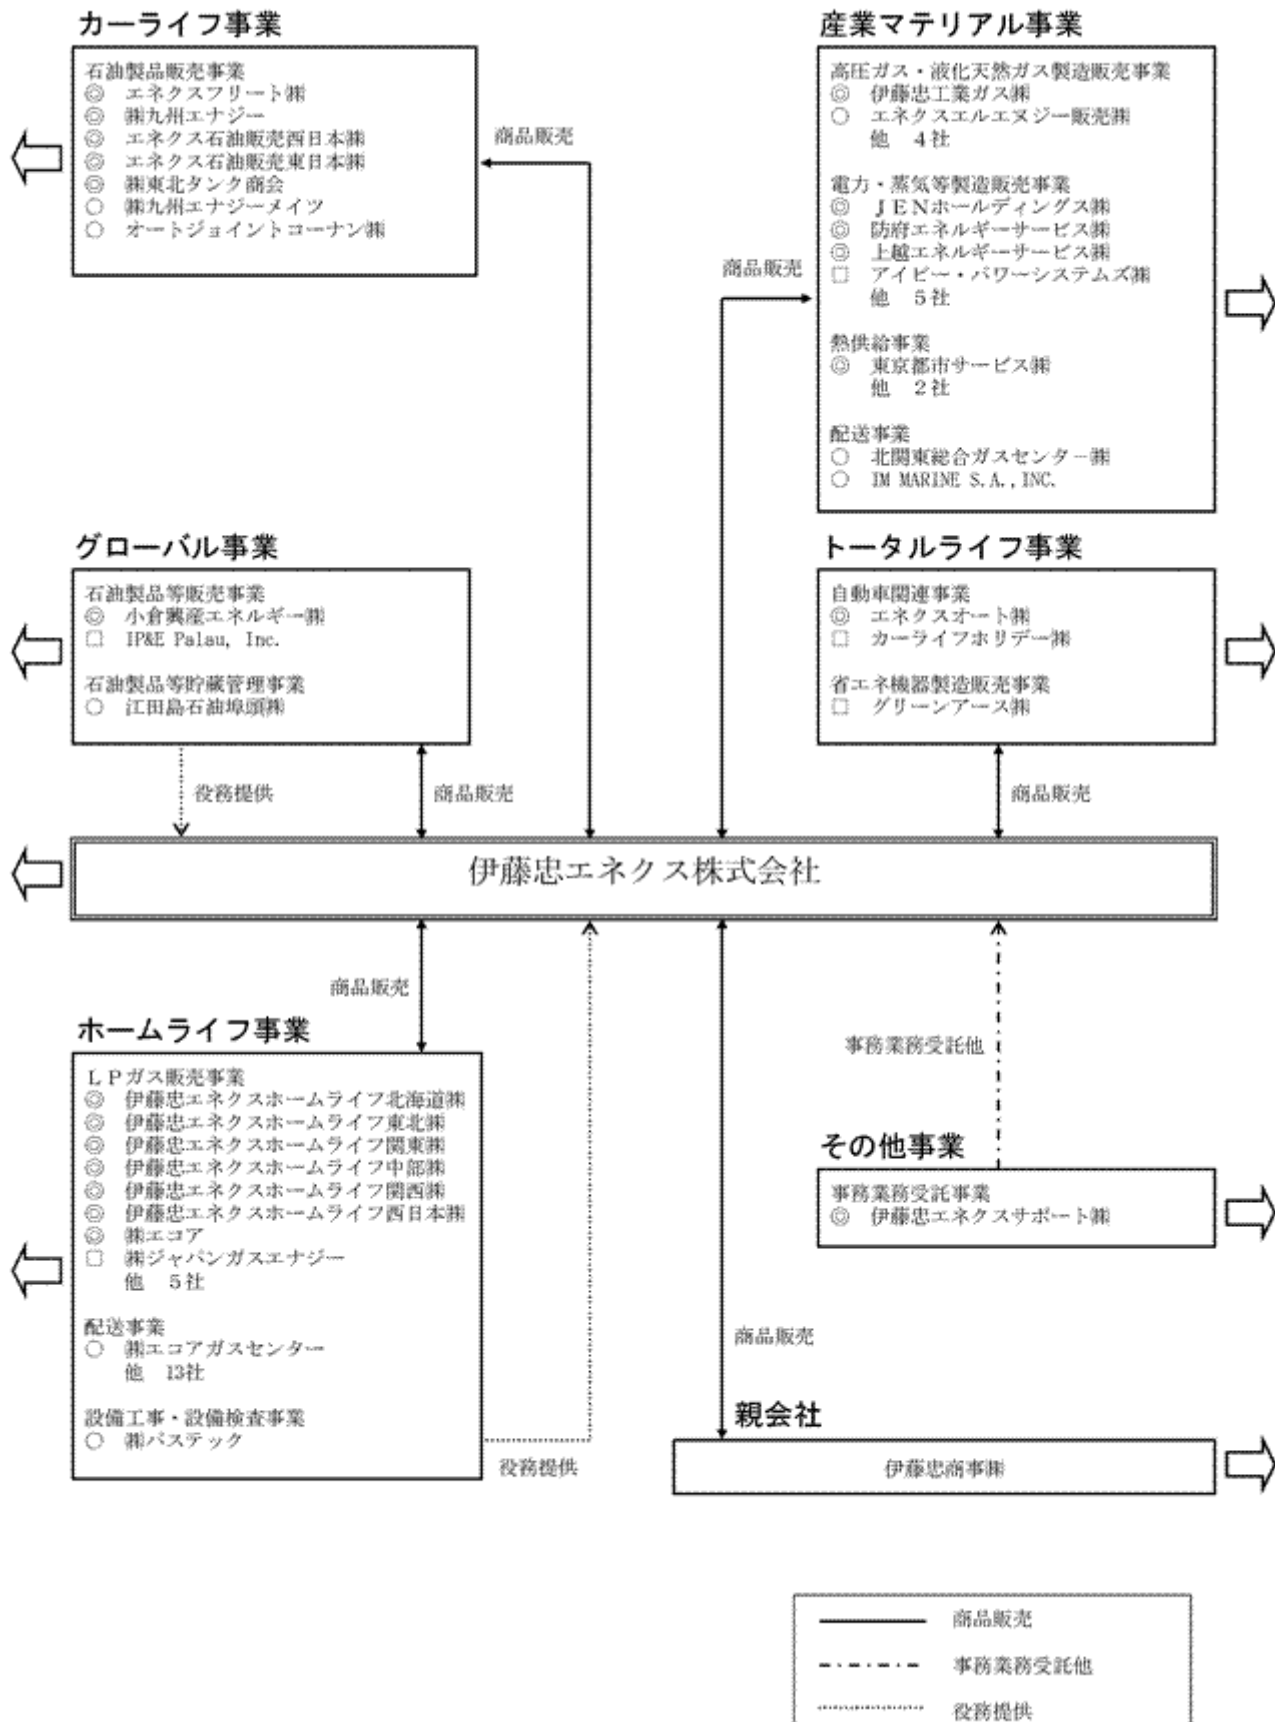 カーライフ事業
石油製品販売事業
◎ エネクスフリート㈱
◎ ㈱九州エナジー
◎ エネクス石油販売西日本㈱
◎ エネクス石油販売東日本㈱
◎ ㈱東北タンク商会
○ ㈱九州エナジーメイツ
○ オートジョイントコーナン㈱
商品販売
産業マテリアル事業
高圧ガス・液化天然ガス製造販売事業
◎ 伊藤忠工業ガス㈱
○ エネクスエルエヌジー販売㈱
他 4社
電力・蒸気等製造販売事業
◎ ＪＥＮホールディングス㈱
◎ 防府エネルギーサービス㈱
◎ 上越エネルギーサービス㈱
□ アイピー・パワーシステムズ㈱
他 5社
熱供給事業
◎ 東京都市サービス㈱
他 2社
配送事業
○ 北関東総合ガスセンター㈱
○ IM MARINE S.A.,INC.
商品販売
グローバル事業
石油製品等販売事業
◎ 小倉興産エネルギー㈱
□ IP&E Palau, Inc.
石油製品等貯蔵管理事業
○ 江田島石油埠頭㈱
役務提供
商品販売
トータルライフ事業
自動車関連事業
◎ エネクスオート㈱
□ カーライフホリデー㈱
省エネ機器製造販売事業
□ グリーンアース㈱
商品販売
伊藤忠エネクス株式会社
商品販売
ホームライフ事業
ＬＰガス販売事業
◎ 伊藤忠エネクスホームライフ北海道㈱
◎ 伊藤忠エネクスホームライフ東北㈱
◎ 伊藤忠エネクスホームライフ関東㈱
◎ 伊藤忠エネクスホームライフ中部㈱
◎ 伊藤忠エネクスホームライフ関西㈱
◎ 伊藤忠エネクスホームライフ西日本㈱
◎ ㈱エコア
□ ㈱ジャパンガスエナジー
他 5社
配送事業
○ ㈱エコアガスセンター
他 13社
設備工事・設備検査事業
○ ㈱パステック
役務提供
事務業務受託他
その他事業
事務業務受託事業
◎ 伊藤忠エネクスサポート㈱
商品販売
親会社
伊藤忠商事㈱
商品販売
事務業務受託他
役務提供